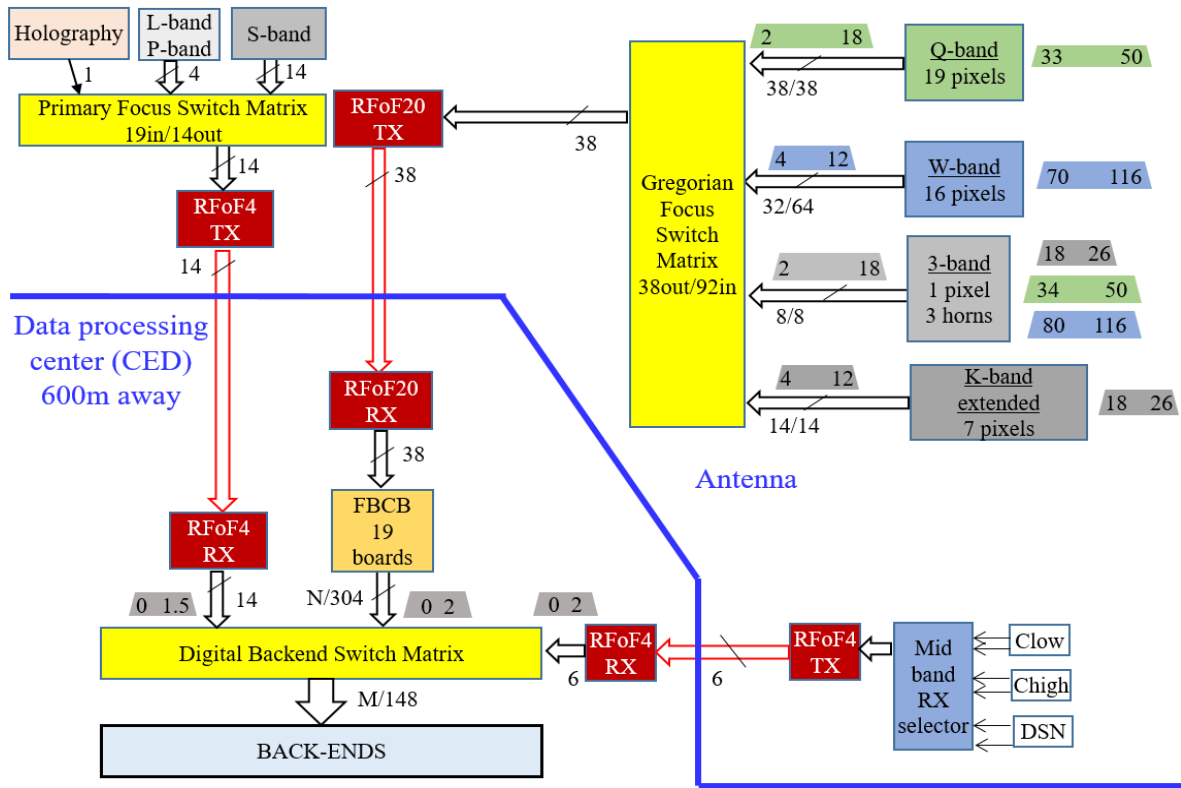 Holography
L-band
P-band
S-band
1
4
14
Primary Focus Switch Matrix
19in/14out
14
RFoF4
TX
14
RFoF20
TX
38
38
Gregorian
Focus
Switch
Matrix
38out/92in
2 18
38/38
Q-band
19 pixels
33 50
4 12
32/64
W-band
16 pixels
70 116
2 18
8/8
3-band
1 pixel
3 horns
18 26
34 50
80 116
4 12
14/14
K-band
extended
7 pixels
18 26
Data processing
center (CED)
600m away
Antenna
RFoF20
RX
38
FBCB
19
boards
RFoF4
RX
0 1.5
14
N/304
0 2
0 2
Digital Backend Switch Matrix
6
RFoF4
RX
6
RFoF4
TX
Mid
band
RX
selector
Clow
Chigh
DSN
M/148
BACK-ENDS